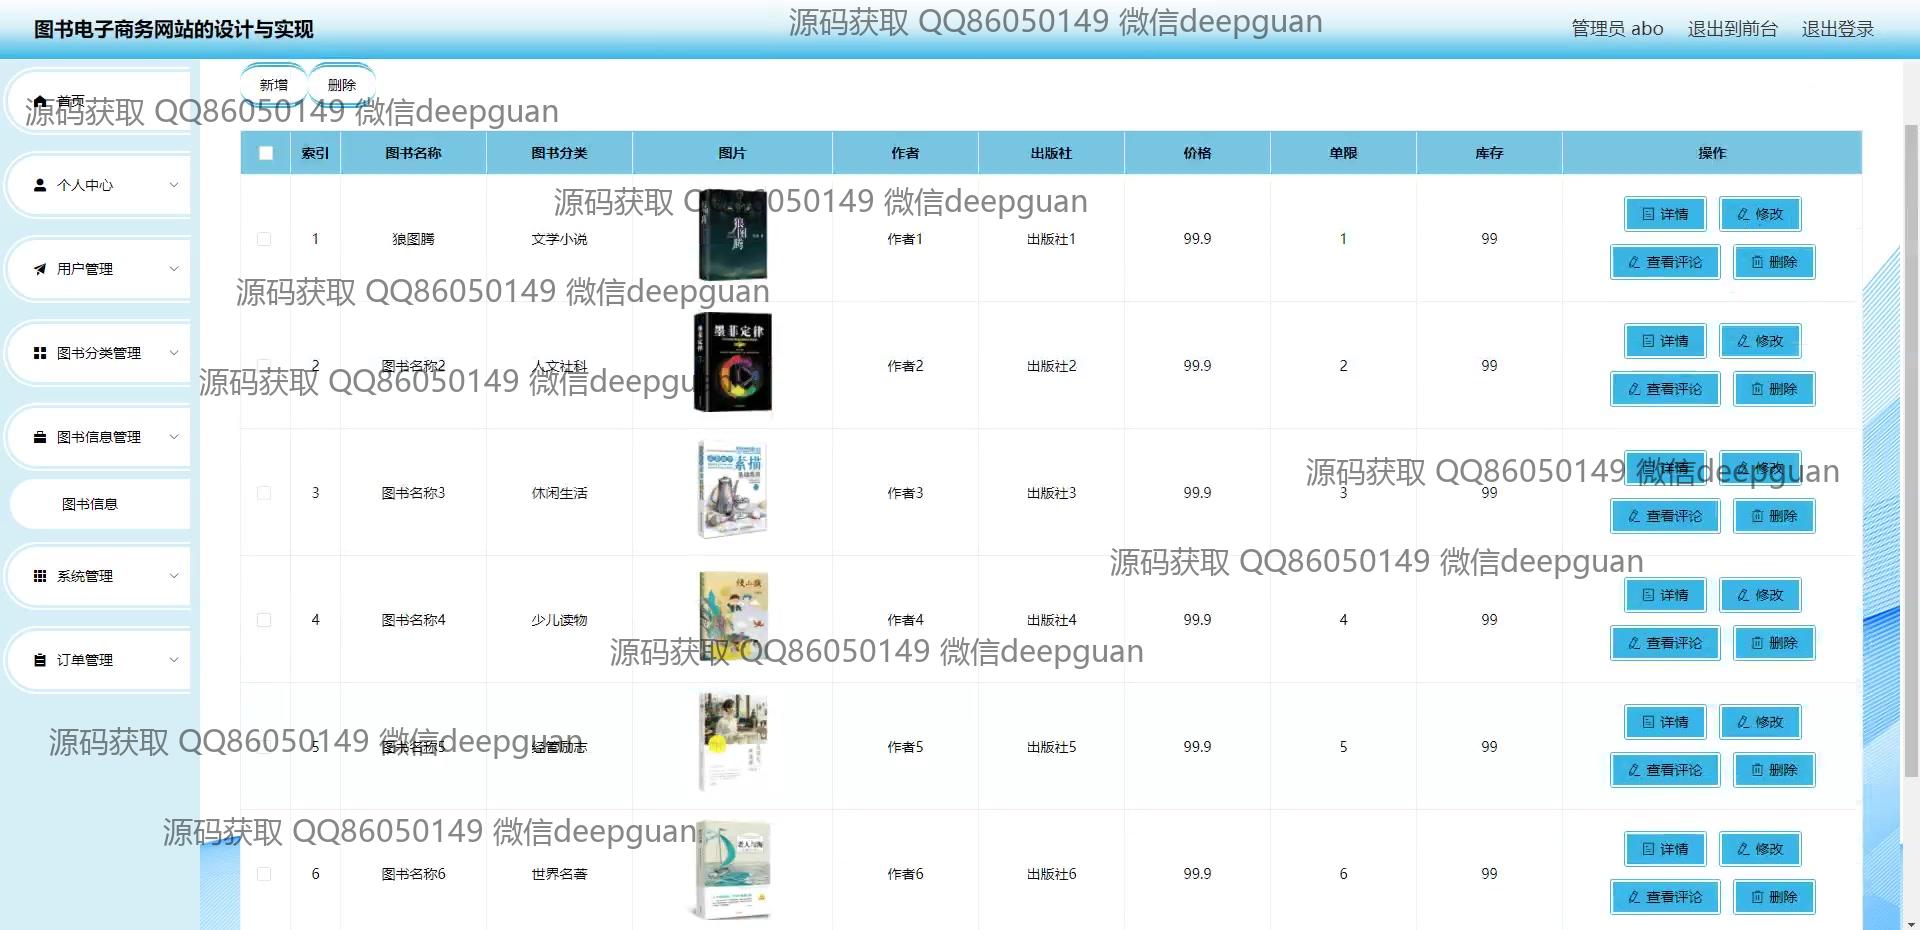 图书电子商务网站的设计与实现
源码获取 QQ86050149 微信deepguan
管理员 abo 退出到前台 退出登录
新增 删除
首页
源码获取 QQ86050149 微信deepguan
索引 图书名称 图书分类 图片 作者 出版社 价格 单限 库存 操作
个人中心
源码获取 QQ86050149 微信deepguan
狼图腾
1 狼图腾 文学小说 作者1 出版社1 99.9 1 99
详情 修改
查看评论 删除
用户管理
源码获取 QQ86050149 微信deepguan
墨菲定律
图书分类管理
2 图书名称2 人文社科 作者2 出版社2 99.9 2 99
详情 修改
查看评论 删除
源码获取 QQ86050149 微信deepguan
图书信息管理
素描
源码获取 QQ86050149 微信deepguan
3 图书名称3 休闲生活 作者3 出版社3 99.9 3 99
详情 修改
查看评论 删除
图书信息
源码获取 QQ86050149 微信deepguan
系统管理
4 图书名称4 少儿读物 作者4 出版社4 99.9 4 99
详情 修改
查看评论 删除
源码获取 QQ86050149 微信deepguan
订单管理
源码获取 QQ86050149 微信deepguan
5 图书名称5 经管励志 作者5 出版社5 99.9 5 99
详情 修改
查看评论 删除
源码获取 QQ86050149 微信deepguan
老人与海
6 图书名称6 世界名著 作者6 出版社6 99.9 6 99
详情 修改
查看评论 删除